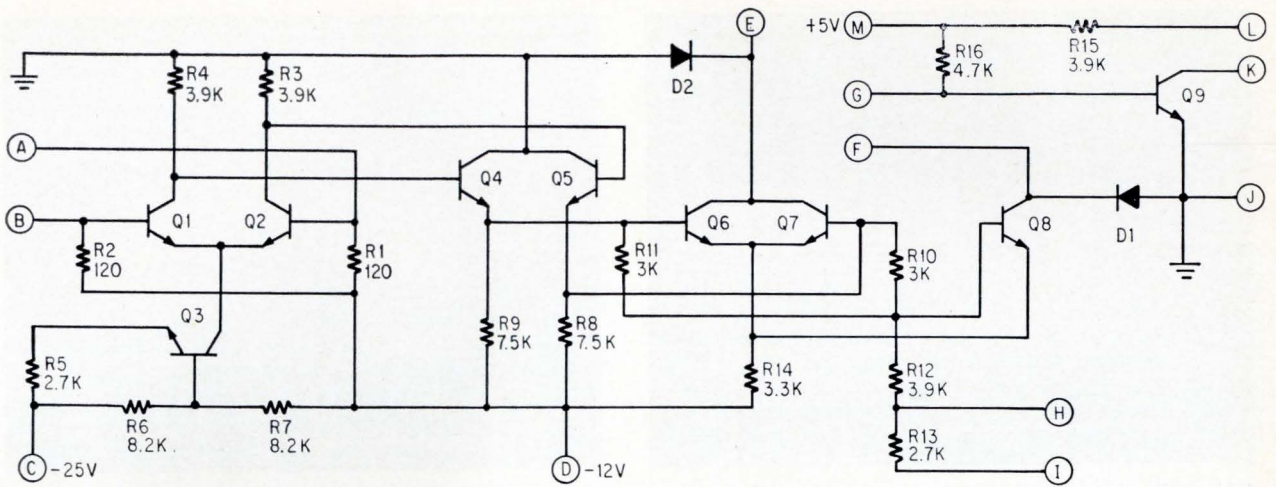 E
+5V M
L
R4
3.9K
R3
3.9K
D2
R16
4.7K
R15
3.9K
K
G
Q9
A
F
Q4
Q5
B
Q1
Q2
Q6
Q7
Q8
D1
J
R2
120
R1
120
R11
3K
R10
3K
Q3
R9
7.5K
R8
7.5K
R5
2.7K
R14
3.3K
R12
3.9K
H
R6
8.2K
R7
8.2K
R13
2.7K
C -25V
D -12V
I